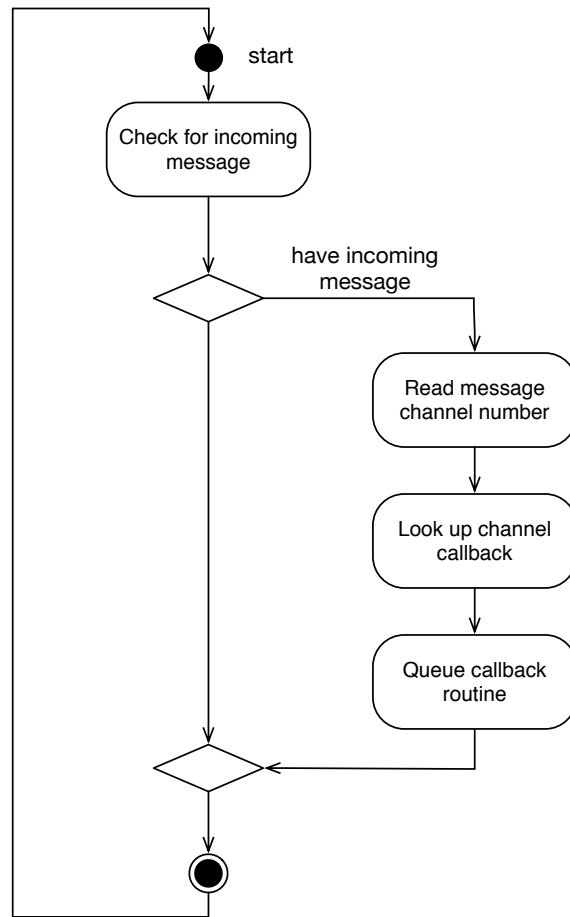 start
Check for incoming
message
have incoming
message
Read message
channel number
Look up channel
callback
Queue callback
routine